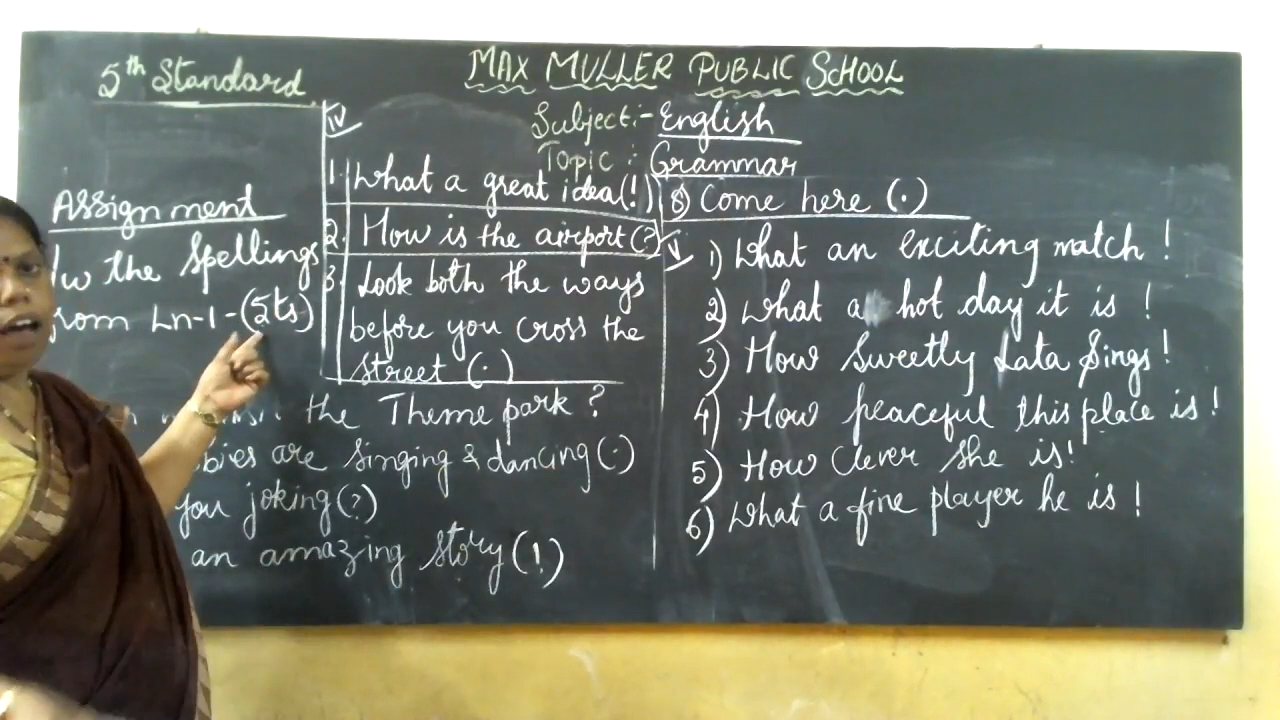 5th Standard
MAX MULLER PUBLIC SCHOOL
Subject:- English
Topic: Grammar
Assignment
the Spellings
from Ln-1-(5ts)
IV
1. What a great idea(!)
2. How is the airport(?)
3. Look both the ways
before you cross the
street (.)
the Theme park?
are singing & dancing(.)
you joking(?)
an amazing story(!)
8) Come here (.)
V
1) What an exciting match!
2) What a hot day it is!
3) How Sweetly Lata Sings!
4) How peaceful this place is!
5) How Clever she is!
6) What a fine player he is!